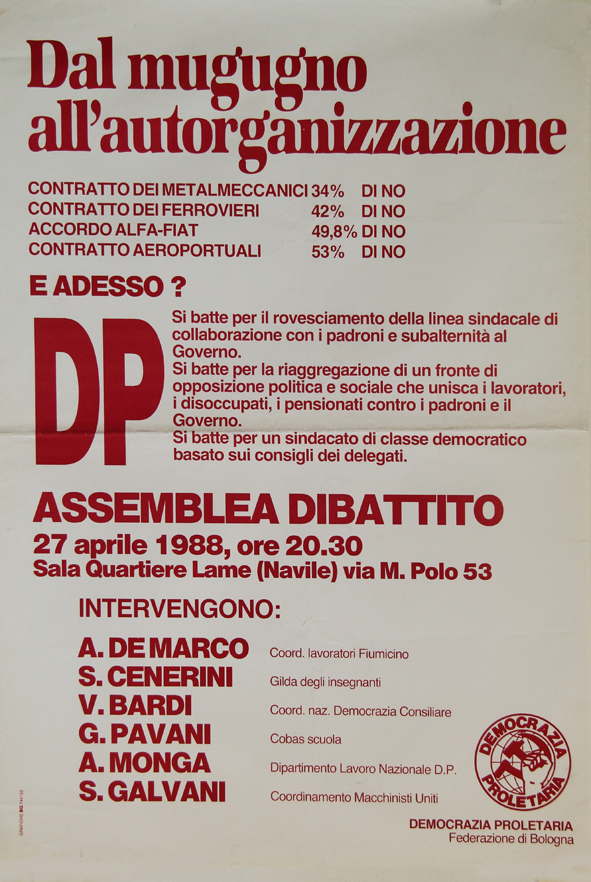 Dal mugugno
all'autorganizzazione
CONTRATTO DEI METALMECCANICI 34% DI NO
CONTRATTO DEI FERROVIERI 42% DI NO
ACCORDO ALFA-FIAT 49,8% DI NO
CONTRATTO AEROPORTUALI 53% DI NO
E ADESSO ?
DP
Si batte per il rovesciamento della linea sindacale di
collaborazione con i padroni e subalternità al
Governo.
Si batte per la riaggregazione di un fronte di
opposizione politica e sociale che unisca i lavoratori,
i disoccupati, i pensionati contro i padroni e il
Governo.
Si batte per un sindacato di classe democratico
basato sui consigli dei delegati.
ASSEMBLEA DIBATTITO
27 aprile 1988, ore 20.30
Sala Quartiere Lame (Navile) via M. Polo 53
INTERVENGONO:
A. DE MARCO Coord. lavoratori Fiumicino
S. CENERINI Gilda degli insegnanti
V. BARDI Coord. naz. Democrazia Consiliare
G. PAVANI Cobas scuola
A. MONGA Dipartimento Lavoro Nazionale D.P.
S. GALVANI Coordinamento Macchinisti Uniti
DEMOCRAZIA
PROLETARIA
DEMOCRAZIA PROLETARIA
Federazione di Bologna
GRAFICHE BG